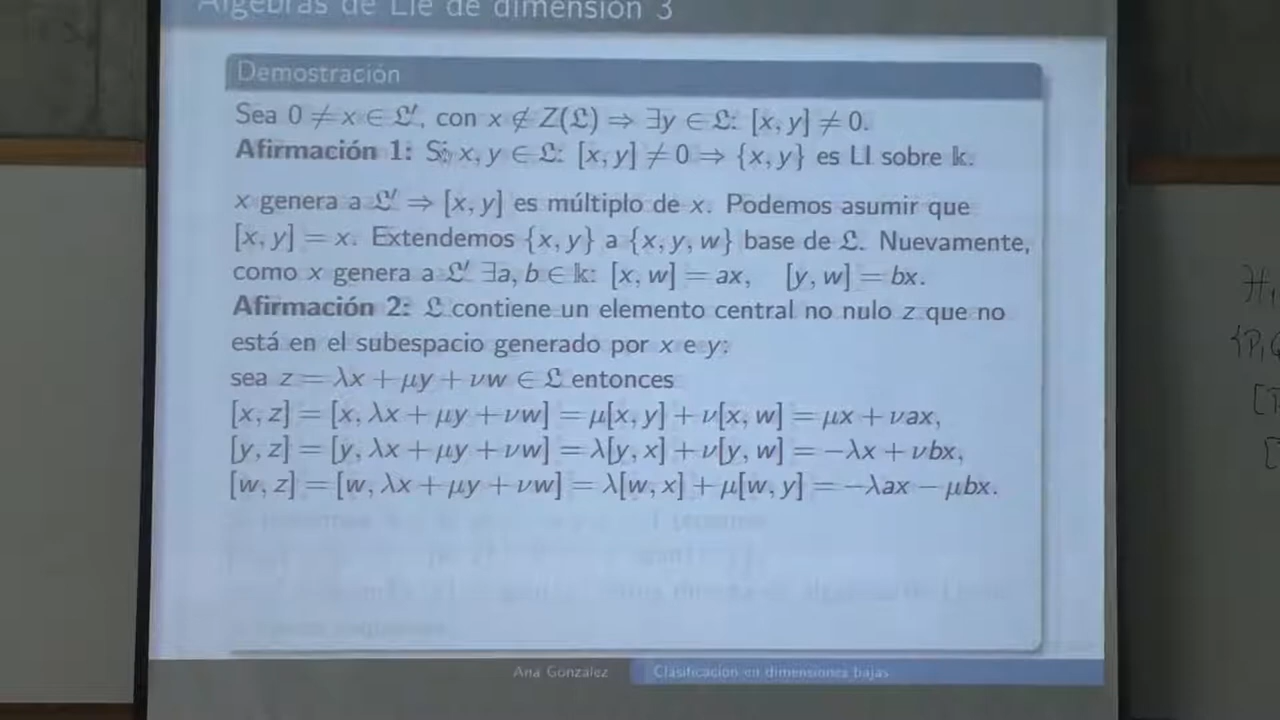 Álgebras de Lie de dimensión 3
Demostración
Sea 0 ≠ x ∈ 𝔏′, con x ∉ Z(𝔏) ⇒ ∃y ∈ 𝔏: [x, y] ≠ 0.
Afirmación 1: Si x, y ∈ 𝔏: [x, y] ≠ 0 ⇒ {x, y} es LI sobre 𝕜.
x genera a 𝔏′ ⇒ [x, y] es múltiplo de x. Podemos asumir que
[x, y] = x. Extendemos {x, y} a {x, y, w} base de 𝔏. Nuevamente,
como x genera a 𝔏′ ∃a, b ∈ 𝕜: [x, w] = ax, [y, w] = bx.
Afirmación 2: 𝔏 contiene un elemento central no nulo z que no
está en el subespacio generado por x e y:
sea z = λx + μy + νw ∈ 𝔏 entonces
[x, z] = [x, λx + μy + νw] = μ[x, y] + ν[x, w] = μx + νax,
[y, z] = [y, λx + μy + νw] = λ[y, x] + ν[y, w] = −λx + νbx,
[w, z] = [w, λx + μy + νw] = λ[w, x] + μ[w, y] = −λax − μbx.
Ana González
Clasificación en dimensiones bajas